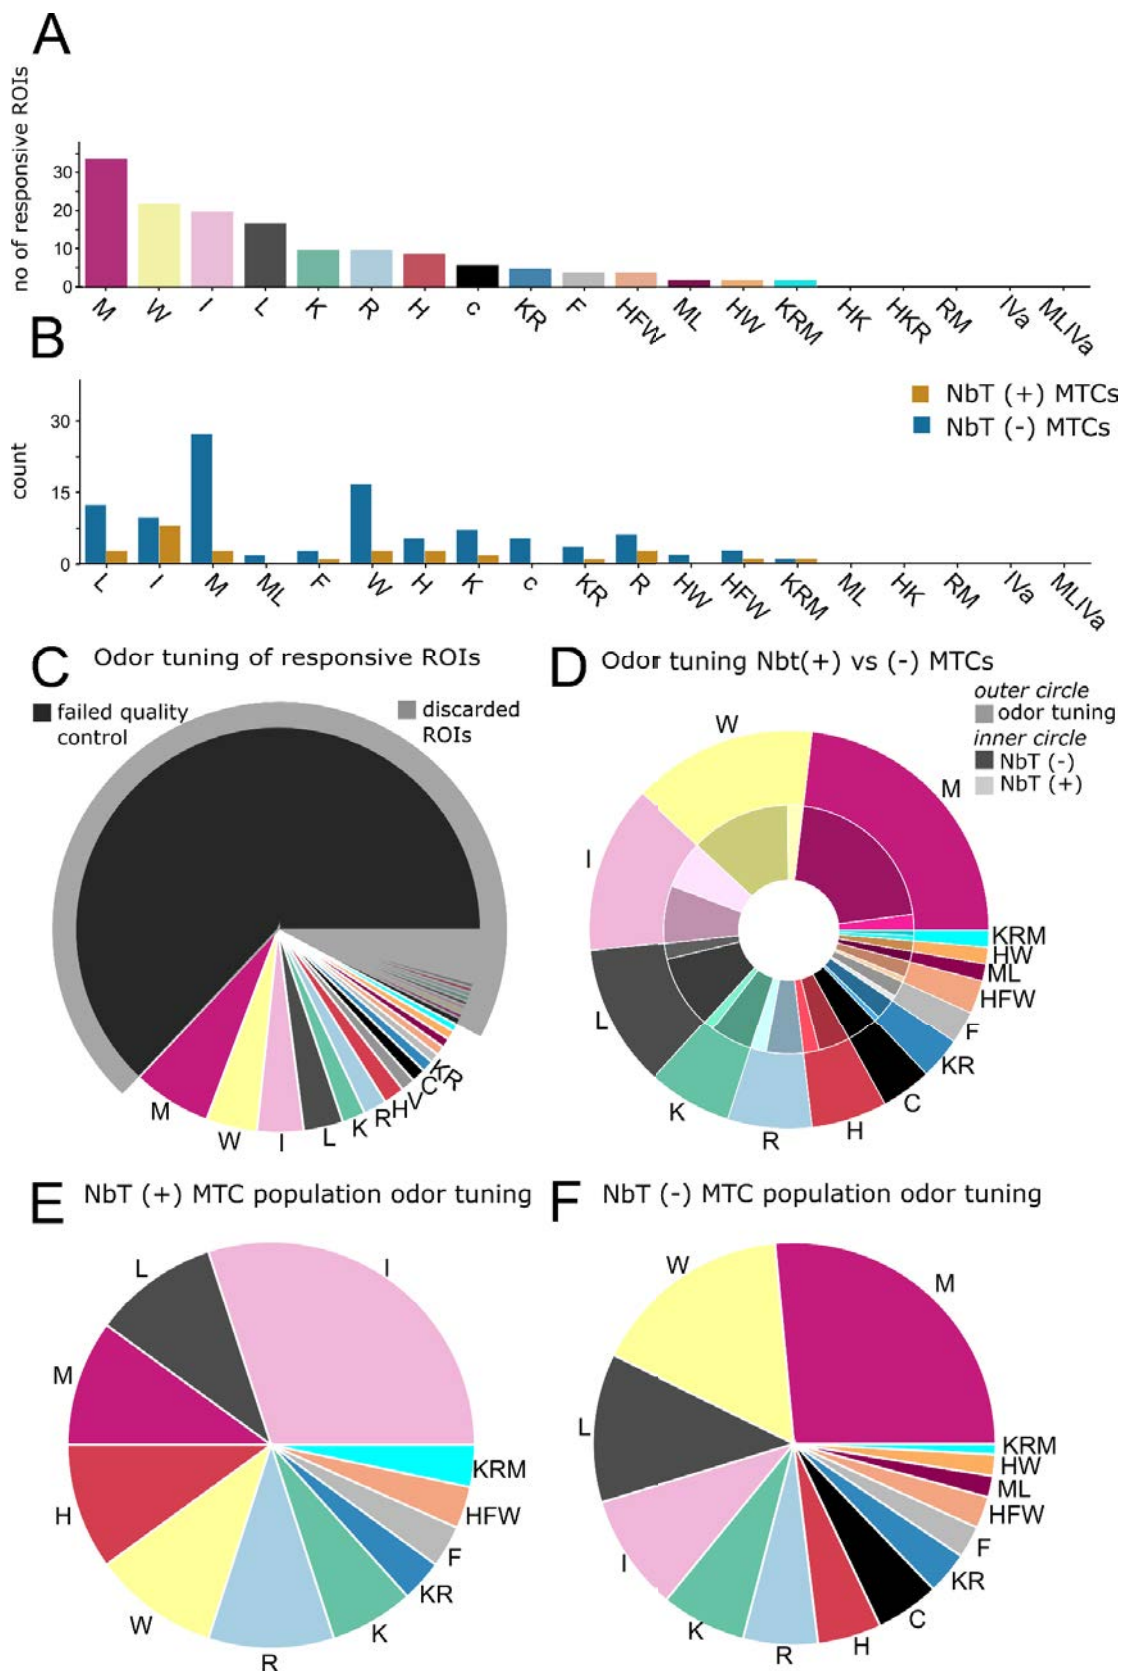 A
no of responsive ROIs
30
20
10
0
M W I L K R H c KR F HFW ML HW KRM HK HKR RM IVa MLIVa
B
NbT (+) MTCs
NbT (-) MTCs
count
30
15
0
L I M ML F W H K c KR R HW HFW KRM ML HK RM IVa MLIVa
C Odor tuning of responsive ROIs
failed quality
control
discarded
ROIs
M W I L K R H V C KR
D Odor tuning Nbt(+) vs (-) MTCs
outer circle
odor tuning
inner circle
NbT (-)
NbT (+)
W
M
I
L
K
R
H
C
KR
F
HFW
ML
HW
KRM
E NbT (+) MTC population odor tuning
L
I
M
H
W
R
K
KR
F
HFW
KRM
F NbT (-) MTC population odor tuning
W
M
L
I
K
R
H
C
KR
F
HFW
ML
HW
KRM